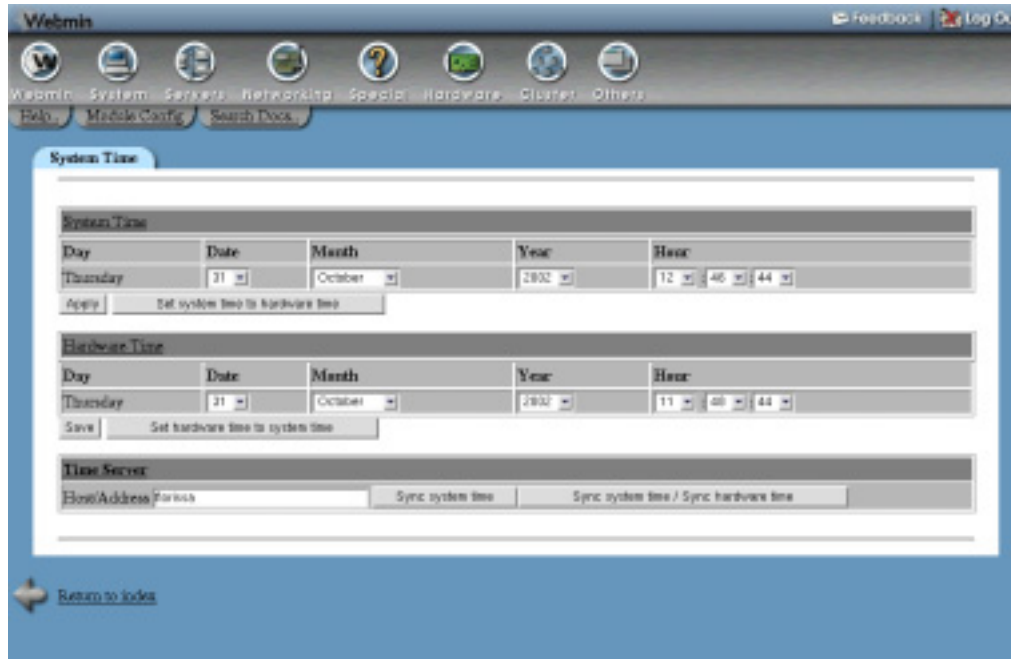 Webmin
Feedback Log Ou
Webmin System Servers Networking Special Hardware Cluster Others
Help.. Module Config Search Docs..
System Time
System Time
Day Date Month Year Hour
Thursday 31 October 2002 12 : 46 : 44
Apply Set system time to hardware time
Hardware Time
Day Date Month Year Hour
Thursday 31 October 2002 11 : 48 : 44
Save Set hardware time to system time
Time Server
Host/Address Sync system time Sync system time / Sync hardware time
Return to index